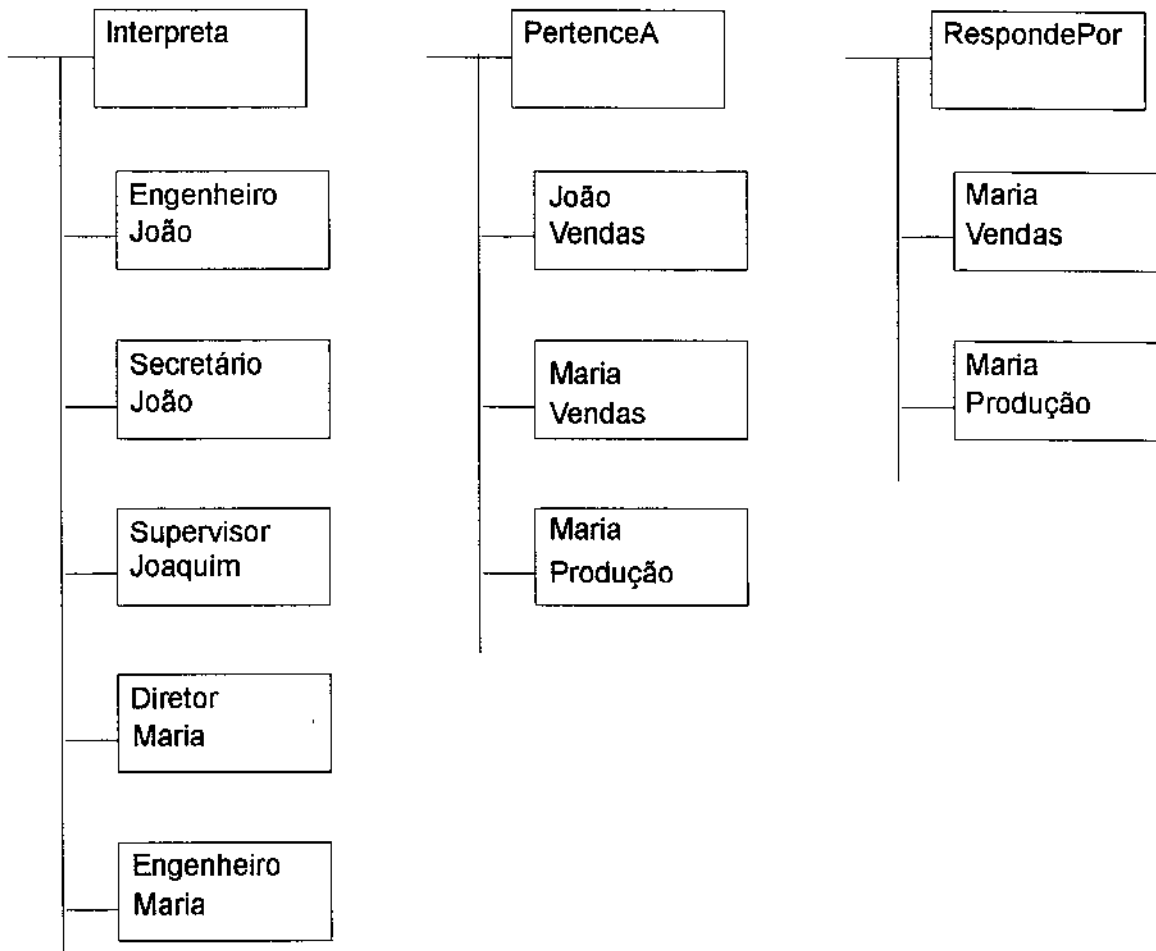 Interpreta
Engenheiro
João
Secretário
João
Supervisor
Joaquim
Diretor
Maria
Engenheiro
Maria
PertenceA
João
Vendas
Maria
Vendas
Maria
Produção
RespondePor
Maria
Vendas
Maria
Produção